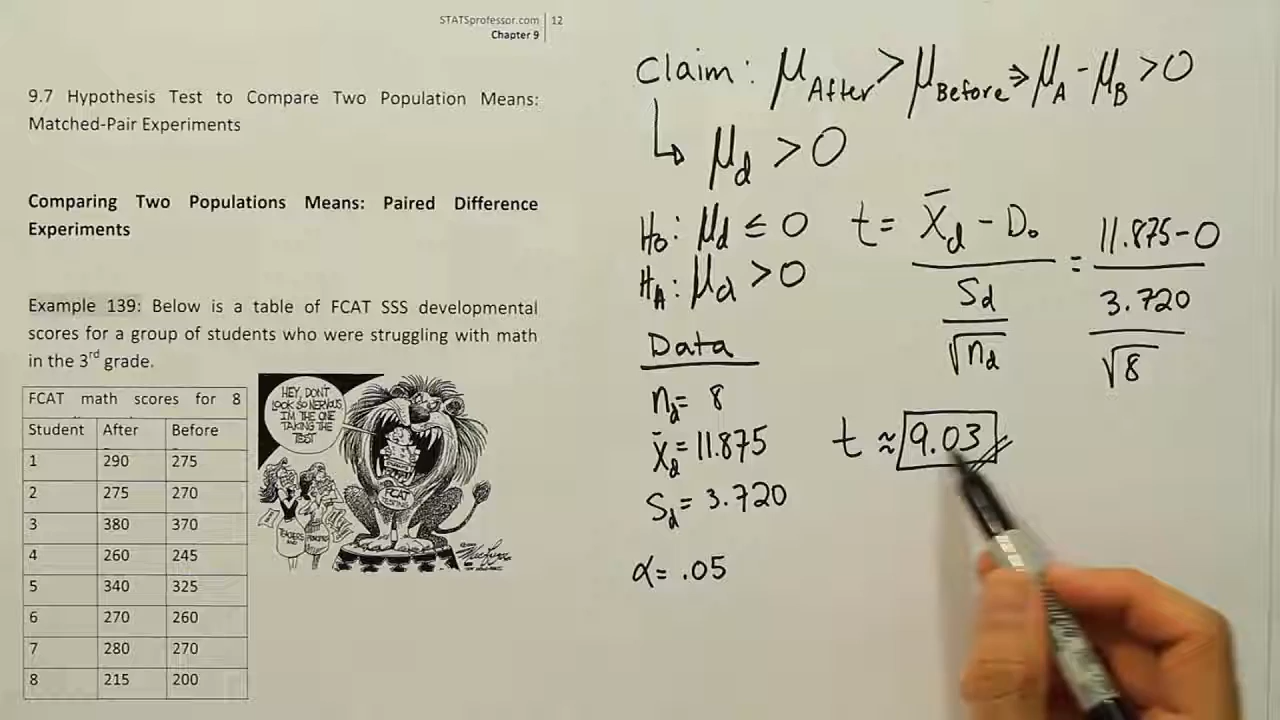 STATSprofessor.com | 12
Chapter 9
9.7 Hypothesis Test to Compare Two Population Means:
Matched-Pair Experiments
Comparing Two Populations Means: Paired Difference
Experiments
Example 139: Below is a table of FCAT SSS developmental
scores for a group of students who were struggling with math
in the 3rd grade.
FCAT math scores for 8
Student After Before
1 290 275
2 275 270
3 380 370
4 260 245
5 340 325
6 270 260
7 280 270
8 215 200
HEY, DON'T
LOOK SO NERVOUS
I'M THE ONE
TAKING THE
TEST
FCAT
TEACHERS
Claim: μAfter > μBefore ⇒ μA - μB > 0
↳ μd > 0
H0: μd ≤ 0
HA: μd > 0
Data
nd = 8
x̄d = 11.875
Sd = 3.720
α = .05
t = (x̄d - D0) / (Sd / √nd) = (11.875 - 0) / (3.720 / √8)
t ≈ 9.03